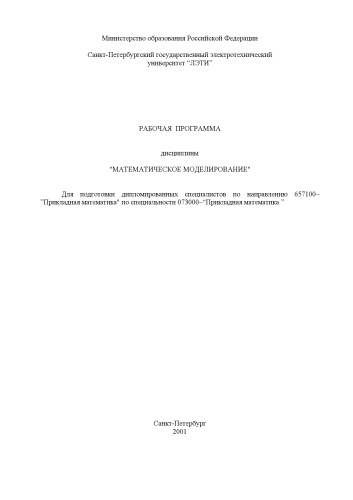 Министерство образования Российской Федерации
Санкт-Петербургский государственный электротехнический
университет "ЛЭТИ"
РАБОЧАЯ ПРОГРАММА
дисциплины
"МАТЕМАТИЧЕСКОЕ МОДЕЛИРОВАНИЕ"
Для подготовки дипломированных специалистов по направлению 657100–
"Прикладная математика" по специальности 073000–"Прикладная математика "
Санкт-Петербург
2001